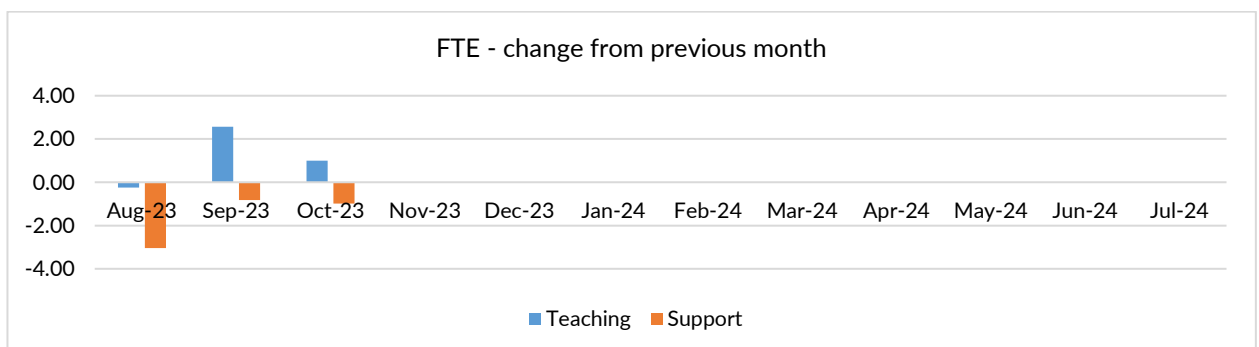 FTE - change from previous month
4.00
2.00
0.00
Aug-23 Sep-23 Oct-23 Nov-23 Dec-23 Jan-24 Feb-24 Mar-24 Apr-24 May-24 Jun-24 Jul-24
-2.00
-4.00
Teaching Support